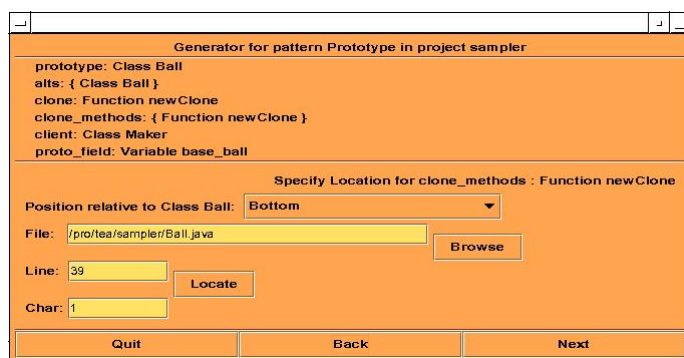 Generator for pattern Prototype in project sampler
prototype: Class Ball
alts: { Class Ball }
clone: Function newClone
clone_methods: { Function newClone }
client: Class Maker
proto_field: Variable base_ball
Specify Location for clone_methods : Function newClone
Position relative to Class Ball: Bottom
File: /pro/tea/sampler/Ball.java
Browse
Line: 39
Locate
Char: 1
Quit Back Next